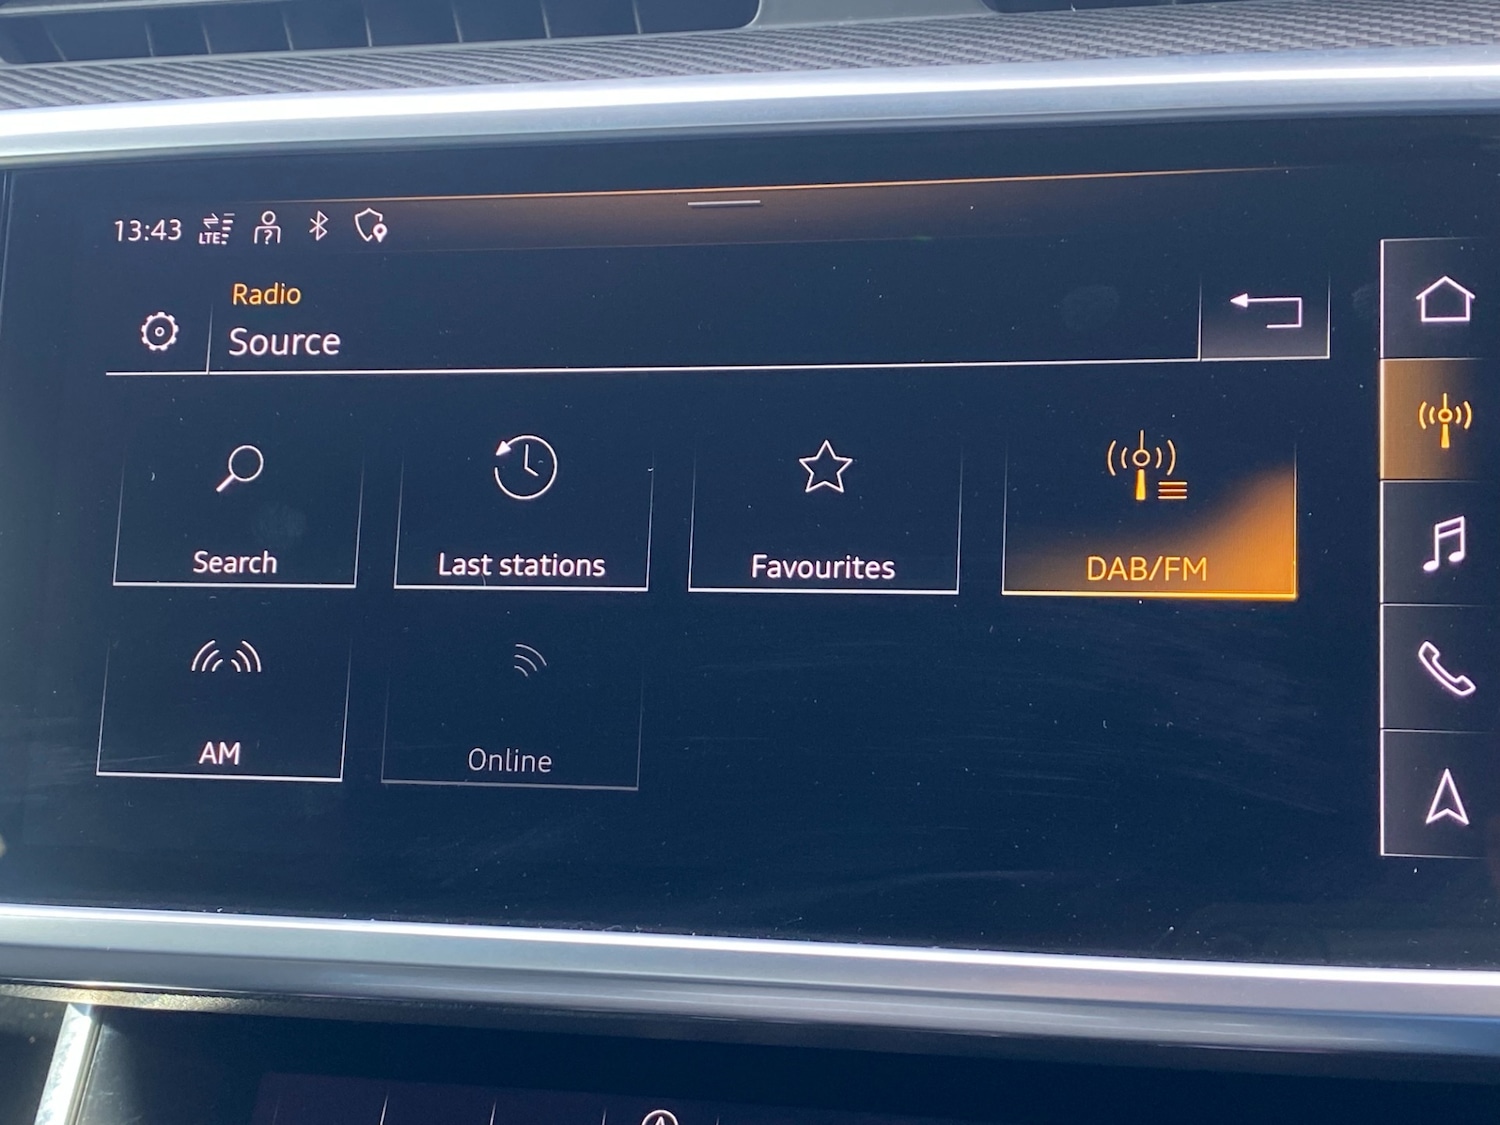 13:43
LTE
Radio
Source
Search
Last stations
Favourites
DAB/FM
AM
Online